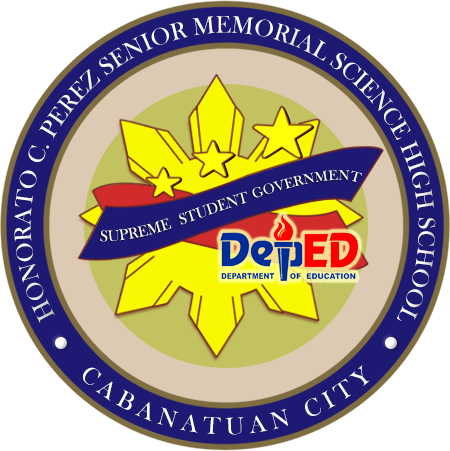 HONORATO C. PEREZ SENIOR MEMORIAL SCIENCE HIGH SCHOOL
SUPREME STUDENT GOVERNMENT
DepED
DEPARTMENT OF EDUCATION
CABANATUAN CITY